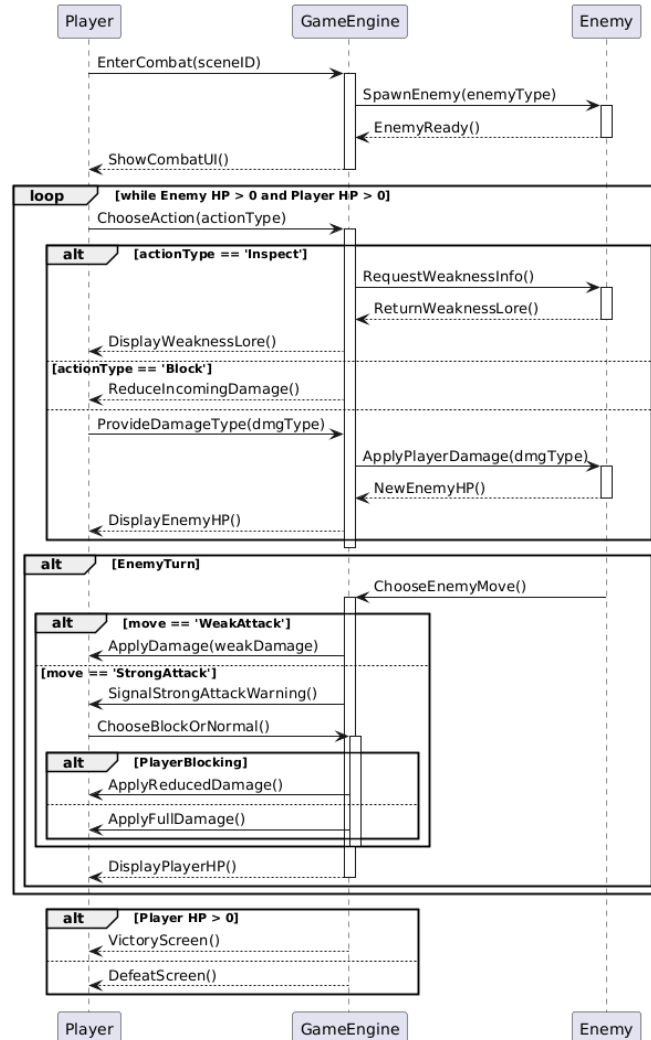 Player GameEngine Enemy
EnterCombat(sceneID)
SpawnEnemy(enemyType)
EnemyReady()
ShowCombatUI()
loop [while Enemy HP > 0 and Player HP > 0]
ChooseAction(actionType)
alt [actionType == 'Inspect']
RequestWeaknessInfo()
ReturnWeaknessLore()
DisplayWeaknessLore()
[actionType == 'Block']
ReduceIncomingDamage()
ProvideDamageType(dmgType)
ApplyPlayerDamage(dmgType)
NewEnemyHP()
DisplayEnemyHP()
alt [EnemyTurn]
ChooseEnemyMove()
alt [move == 'WeakAttack']
ApplyDamage(weakDamage)
[move == 'StrongAttack']
SignalStrongAttackWarning()
ChooseBlockOrNormal()
alt [PlayerBlocking]
ApplyReducedDamage()
ApplyFullDamage()
DisplayPlayerHP()
alt [Player HP > 0]
VictoryScreen()
DefeatScreen()
Player GameEngine Enemy